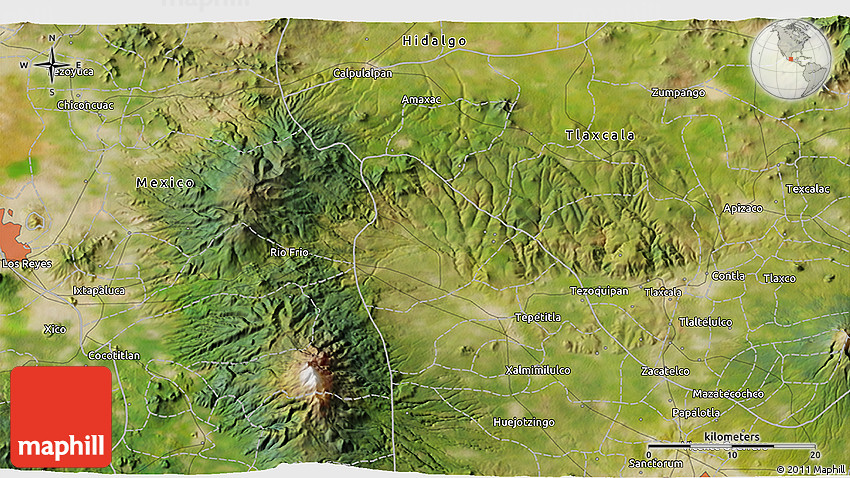 Hidalgo
N
W E
S
Tezoyuca
Calpulalpan
Chiconcuac
Amaxac
Zumpango
Tlaxcala
Mexico
Texcalac
Apizaco
Rio Frio
Los Reyes
Contla
Tlaxco
Ixtapaluca
Tezoquipan
Tlaxcala
Tepetitla
Tlaltelulco
Xico
Cocotitlan
Xalmimilulco
Zacatelco
Mazatecochco
Papalotla
Huejotzingo
maphill
kilometers
0 10 20
Sanctorum
© 2011 Maphill